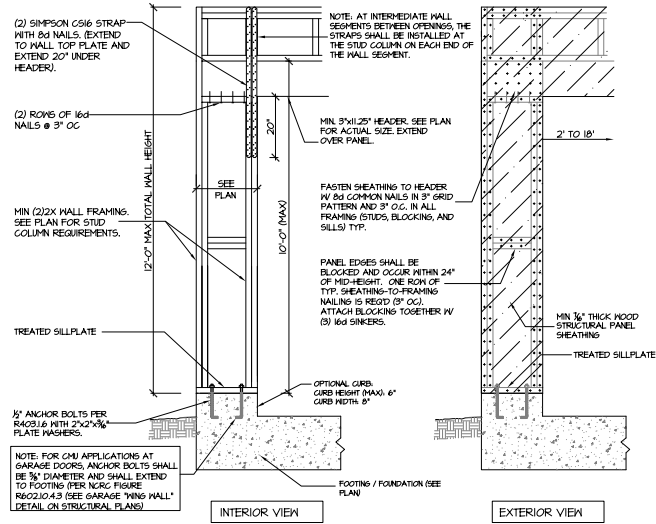 (2) SIMPSON CS16 STRAP
WITH 8d NAILS. (EXTEND
TO WALL TOP PLATE AND
EXTEND 20" UNDER
HEADER).
(2) ROWS OF 16d
NAILS @ 3" OC
MIN (2)2X WALL FRAMING.
SEE PLAN FOR STUD
COLUMN REQUIREMENTS.
TREATED SILLPLATE
1/2" ANCHOR BOLTS PER
R403.1.6 WITH 2"x2"x3/16"
PLATE WASHERS.
NOTE: FOR CMU APPLICATIONS AT
GARAGE DOORS, ANCHOR BOLTS SHALL
BE 5/8" DIAMETER AND SHALL EXTEND
TO FOOTING (PER NCRC FIGURE
R602.10.4.3 (SEE GARAGE "WING WALL"
DETAIL ON STRUCTURAL PLANS)
12'-0" MAX TOTAL WALL HEIGHT
SEE
PLAN
20"
10'-0" (MAX)
NOTE: AT INTERMEDIATE WALL
SEGMENTS BETWEEN OPENINGS, THE
STRAPS SHALL BE INSTALLED AT
THE STUD COLUMN ON EACH END OF
THE WALL SEGMENT.
MIN. 3"x11.25" HEADER. SEE PLAN
FOR ACTUAL SIZE. EXTEND
OVER PANEL.
FASTEN SHEATHING TO HEADER
W/ 8d COMMON NAILS IN 3" GRID
PATTERN AND 3" O.C. IN ALL
FRAMING (STUDS, BLOCKING, AND
SILLS) TYP.
PANEL EDGES SHALL BE
BLOCKED AND OCCUR WITHIN 24"
OF MID-HEIGHT. ONE ROW OF
TYP. SHEATHING-TO-FRAMING
NAILING IS REQ'D (3" OC).
ATTACH BLOCKING TOGETHER W/
(3) 16d SINKERS.
OPTIONAL CURB:
CURB HEIGHT (MAX): 6"
CURB WIDTH: 8"
FOOTING / FOUNDATION (SEE
PLAN)
INTERIOR VIEW
2' TO 18'
MIN 7/16" THICK WOOD
STRUCTURAL PANEL
SHEATHING
TREATED SILLPLATE
EXTERIOR VIEW